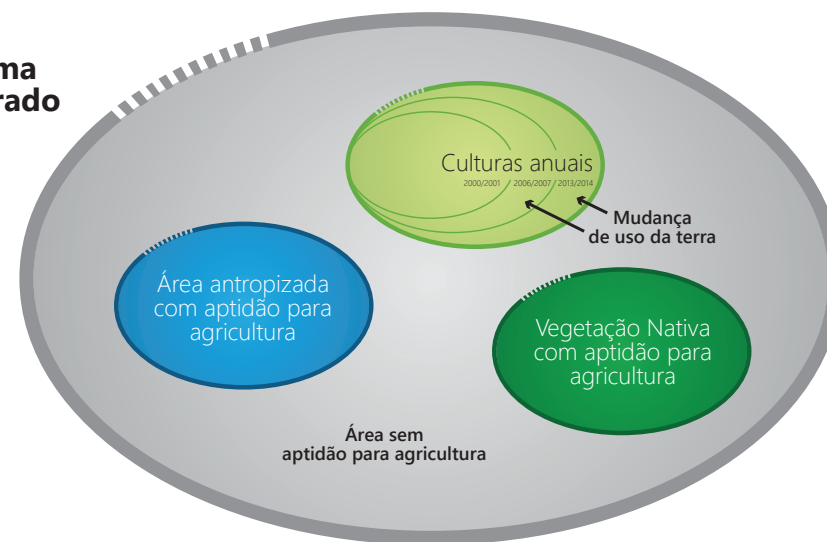 ma
rado
Culturas anuais
2000/2001 2006/2007 2013/2014
Mudança
de uso da terra
Área antropizada
com aptidão para
agricultura
Vegetação Nativa
com aptidão para
agricultura
Área sem
aptidão para agricultura